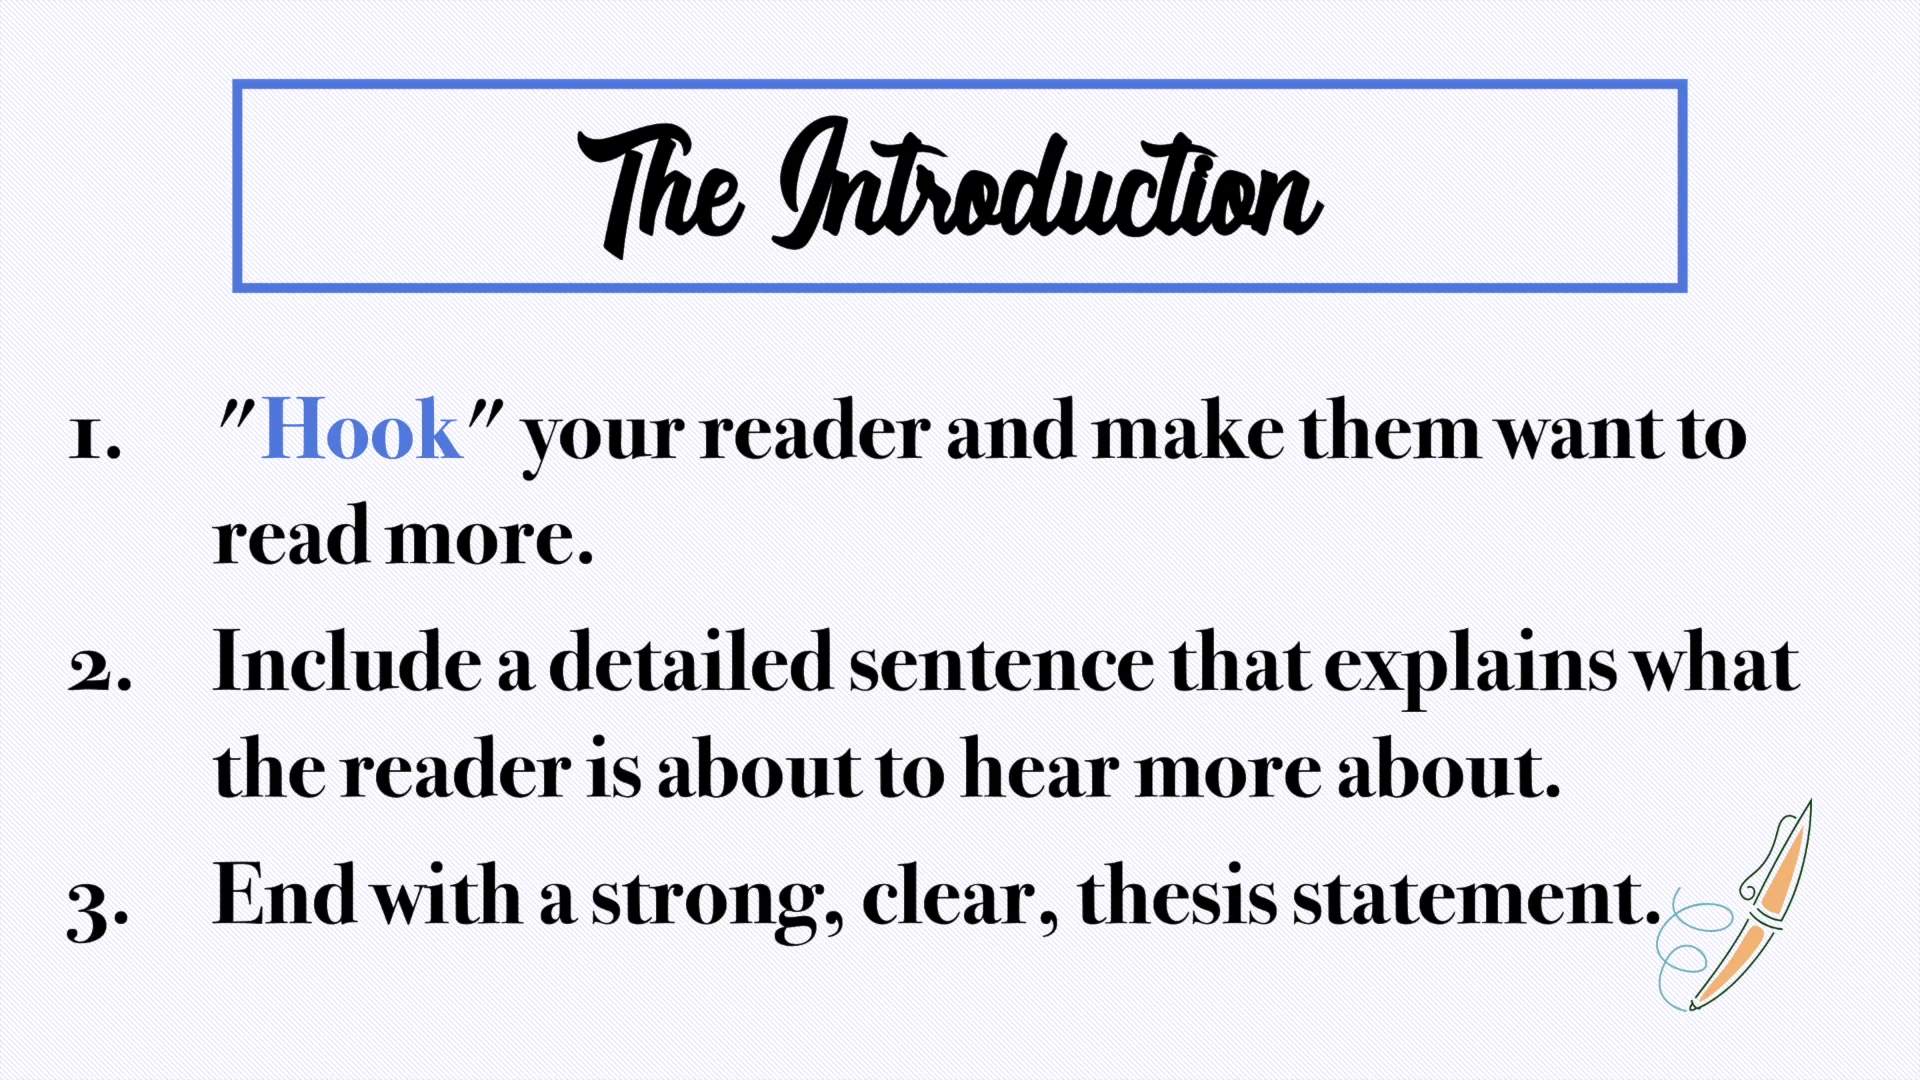 The Introduction
1. "Hook" your reader and make them want to
read more.
2. Include a detailed sentence that explains what
the reader is about to hear more about.
3. End with a strong, clear, thesis statement.